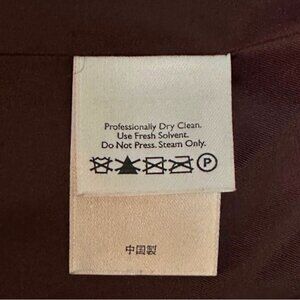 Professionally Dry Clean.
Use Fresh Solvent.
Do Not Press. Steam Only.
P
中国製